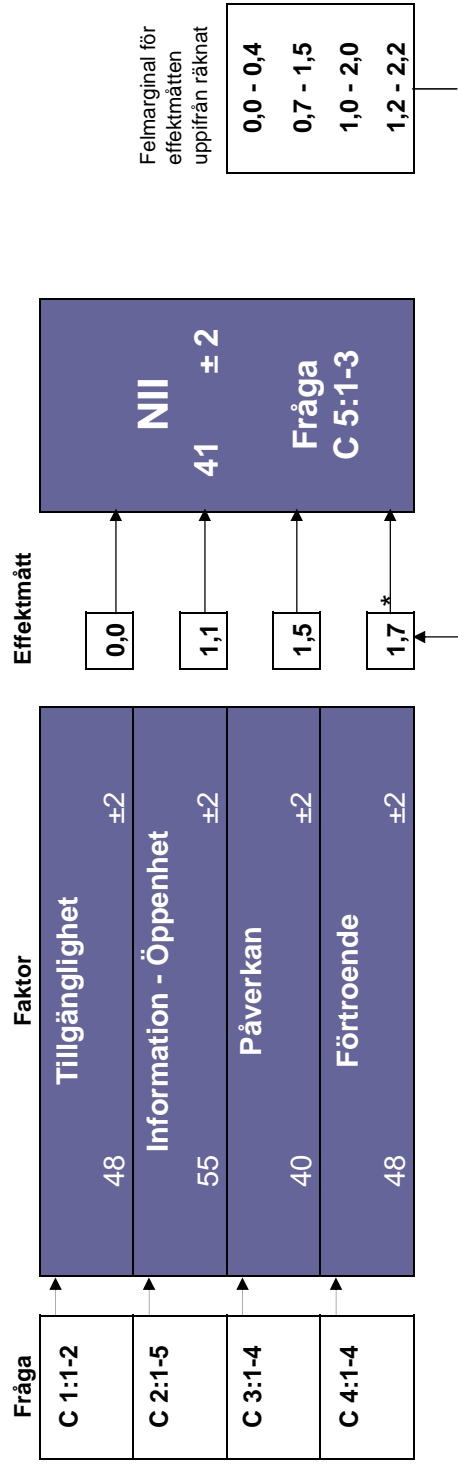 Fråga
Faktor
Effektmått
C 1:1-2
Tillgänglighet
48 ±2
0,0
C 2:1-5
Information - Öppenhet
55 ±2
1,1
C 3:1-4
Påverkan
40 ±2
1,5
C 4:1-4
Förtroende
48 ±2
1,7 *
NII
41 ± 2
Fråga
C 5:1-3
Felmarginal för
effektmåtten
uppifrån räknat
0,0 - 0,4
0,7 - 1,5
1,0 - 2,0
1,2 - 2,2